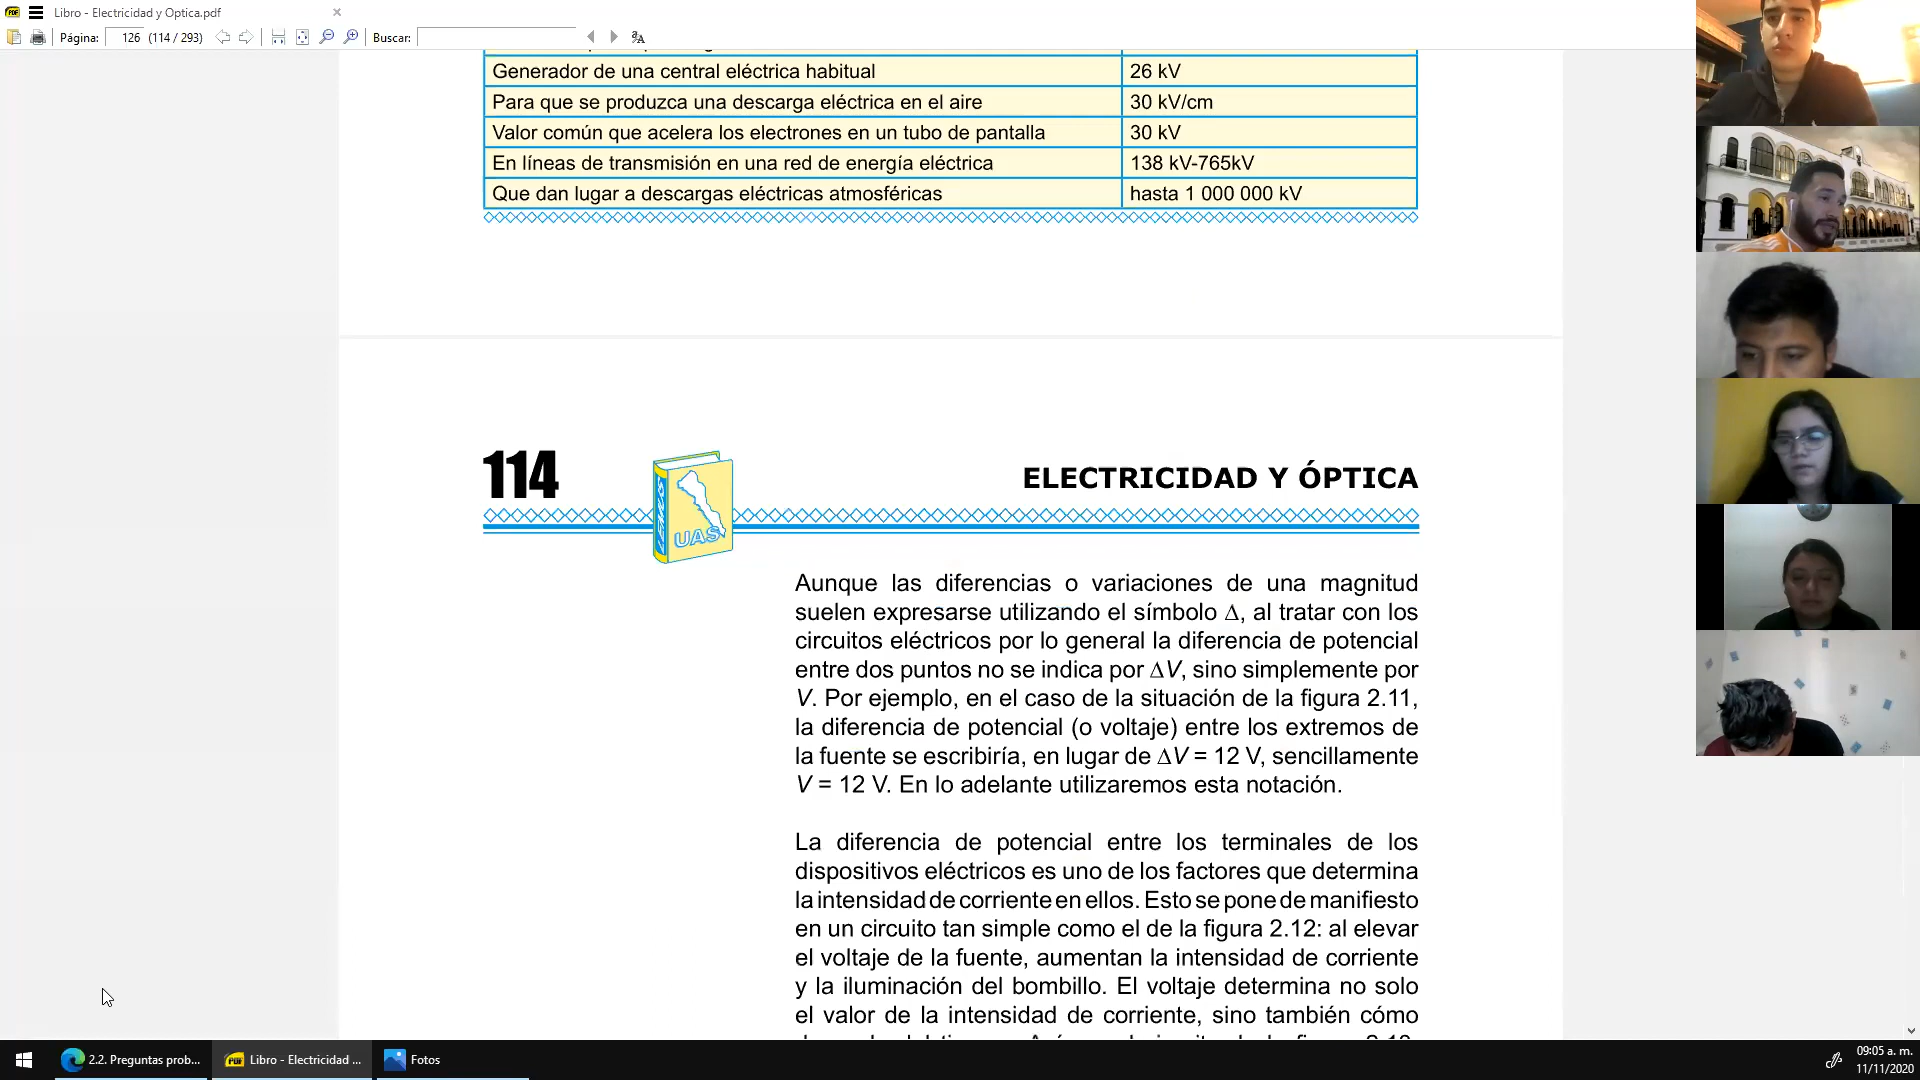 Libro - Electricidad y Optica.pdf
Página: 126 (114 / 293) Buscar:
Generador de una central eléctrica habitual 26 kV
Para que se produzca una descarga eléctrica en el aire 30 kV/cm
Valor común que acelera los electrones en un tubo de pantalla 30 kV
En líneas de transmisión en una red de energía eléctrica 138 kV-765kV
Que dan lugar a descargas eléctricas atmosféricas hasta 1 000 000 kV
114 ELECTRICIDAD Y ÓPTICA
UAS
Aunque las diferencias o variaciones de una magnitud
suelen expresarse utilizando el símbolo Δ, al tratar con los
circuitos eléctricos por lo general la diferencia de potencial
entre dos puntos no se indica por ΔV, sino simplemente por
V. Por ejemplo, en el caso de la situación de la figura 2.11,
la diferencia de potencial (o voltaje) entre los extremos de
la fuente se escribiría, en lugar de ΔV = 12 V, sencillamente
V = 12 V. En lo adelante utilizaremos esta notación.
La diferencia de potencial entre los terminales de los
dispositivos eléctricos es uno de los factores que determina
la intensidad de corriente en ellos. Esto se pone de manifiesto
en un circuito tan simple como el de la figura 2.12: al elevar
el voltaje de la fuente, aumentan la intensidad de corriente
y la iluminación del bombillo. El voltaje determina no solo
el valor de la intensidad de corriente, sino también cómo
2.2. Preguntas prob... Libro - Electricidad ... Fotos
09:05 a. m.
11/11/2020